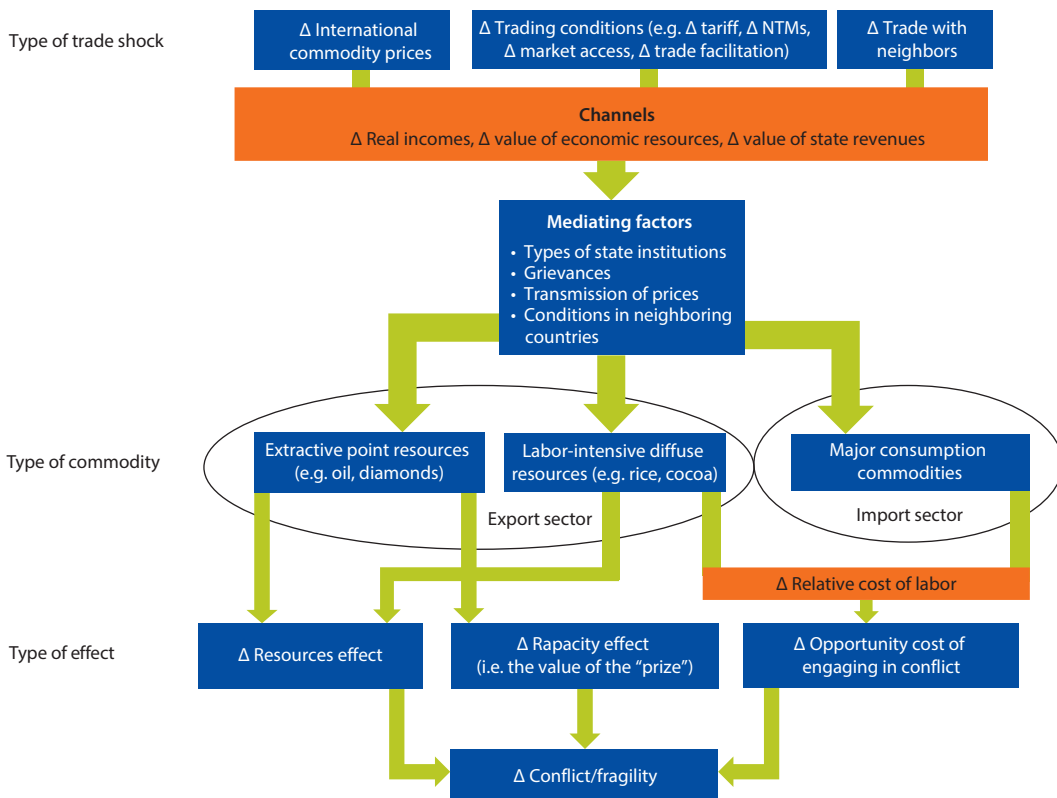 Type of trade shock
Δ International
commodity prices
Δ Trading conditions (e.g. Δ tariff, Δ NTMs,
Δ market access, Δ trade facilitation)
Δ Trade with
neighbors
Channels
Δ Real incomes, Δ value of economic resources, Δ value of state revenues
Mediating factors
• Types of state institutions
• Grievances
• Transmission of prices
• Conditions in neighboring
countries
Type of commodity
Extractive point resources
(e.g. oil, diamonds)
Labor-intensive diffuse
resources (e.g. rice, cocoa)
Major consumption
commodities
Export sector
Import sector
Δ Relative cost of labor
Type of effect
Δ Resources effect
Δ Rapacity effect
(i.e. the value of the “prize”)
Δ Opportunity cost of
engaging in conflict
Δ Conflict/fragility